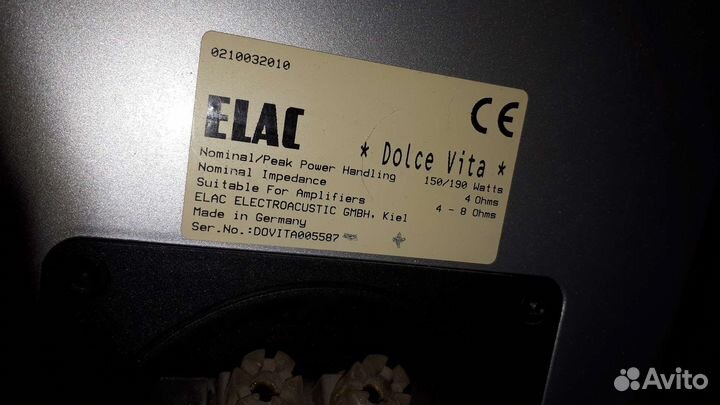 0210032010
ELAC
CE
* Dolce Vita *
Nominal/Peak Power Handling 150/190 Watts
Nominal Impedance 4 Ohms
Suitable For Amplifiers 4 - 8 Ohms
ELAC ELECTROACUSTIC GMBH, Kiel
Made in Germany
Ser.No.:DOVITA005587
+
Avito